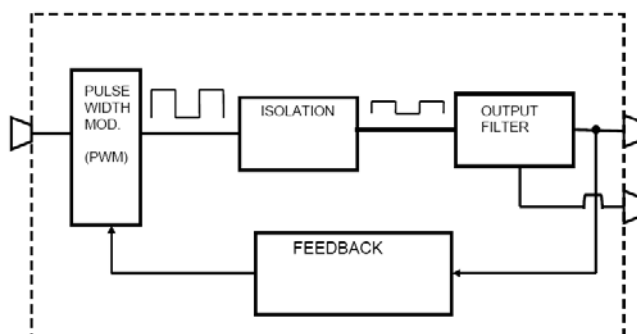 PULSE
WIDTH
MOD.
(PWM)
ISOLATION
OUTPUT
FILTER
FEEDBACK